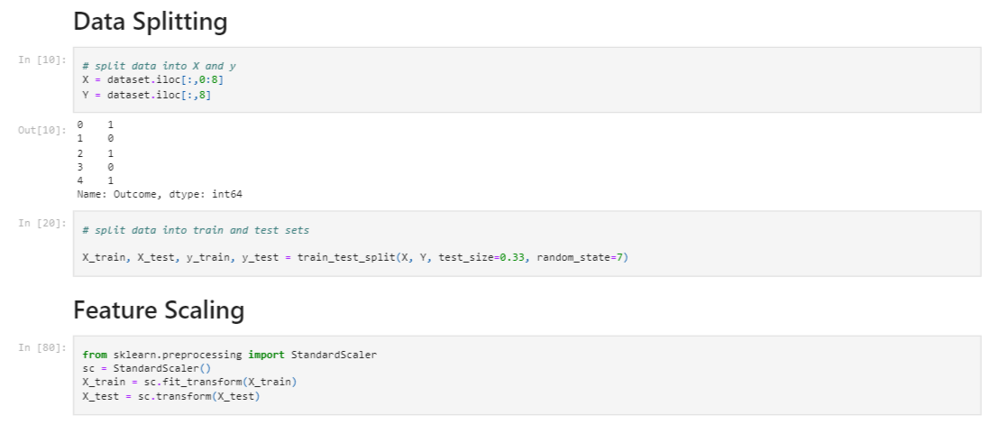 Data Splitting
In [10]:
# split data into X and y
X = dataset.iloc[:,0:8]
Y = dataset.iloc[:,8]
Out[10]:
0 1
1 0
2 1
3 0
4 1
Name: Outcome, dtype: int64
In [20]:
# split data into train and test sets
X_train, X_test, y_train, y_test = train_test_split(X, Y, test_size=0.33, random_state=7)
Feature Scaling
In [80]:
from sklearn.preprocessing import StandardScaler
sc = StandardScaler()
X_train = sc.fit_transform(X_train)
X_test = sc.transform(X_test)